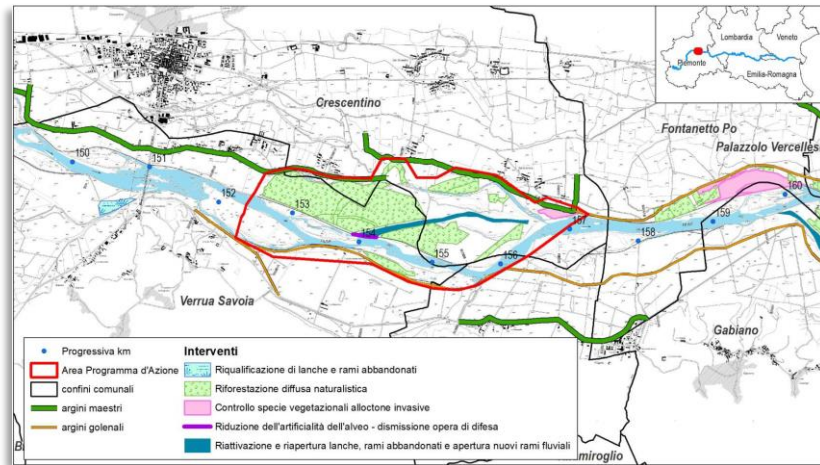 Lombardia
Veneto
Piemonte
Emilia-Romagna
Crescentino
Fontanetto Po
Palazzolo Vercellese
150
151
152
153
154
155
156
157
158
159
160
Verrua Savoia
Gabiano
Progressiva km
Area Programma d'Azione
confini comunali
argini maestri
argini golenali
Interventi
Riqualificazione di lanche e rami abbandonati
Riforestazione diffusa naturalistica
Controllo specie vegetazionali alloctone invasive
Riduzione dell'artificialità dell'alveo - dismissione opera di difesa
Riattivazione e riapertura lanche, rami abbandonati e apertura nuovi rami fluviali
miroglio